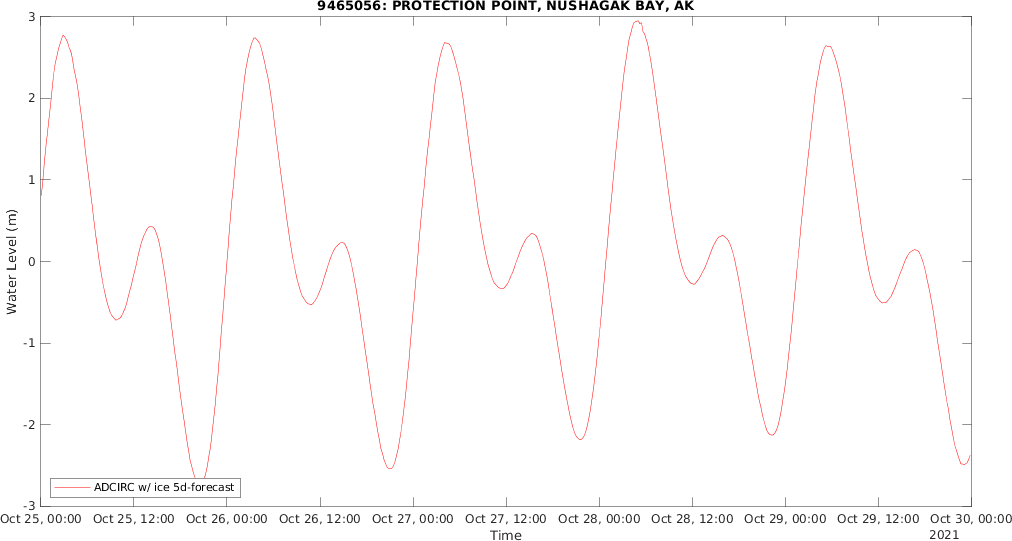 9465056: PROTECTION POINT, NUSHAGAK BAY, AK
3
2
1
0
-1
-2
-3
Water Level (m)
ADCIRC w/ ice 5d-forecast
Oct 25, 00:00 Oct 25, 12:00 Oct 26, 00:00 Oct 26, 12:00 Oct 27, 00:00 Oct 27, 12:00 Oct 28, 00:00 Oct 28, 12:00 Oct 29, 00:00 Oct 29, 12:00 Oct 30, 00:00
Time
2021